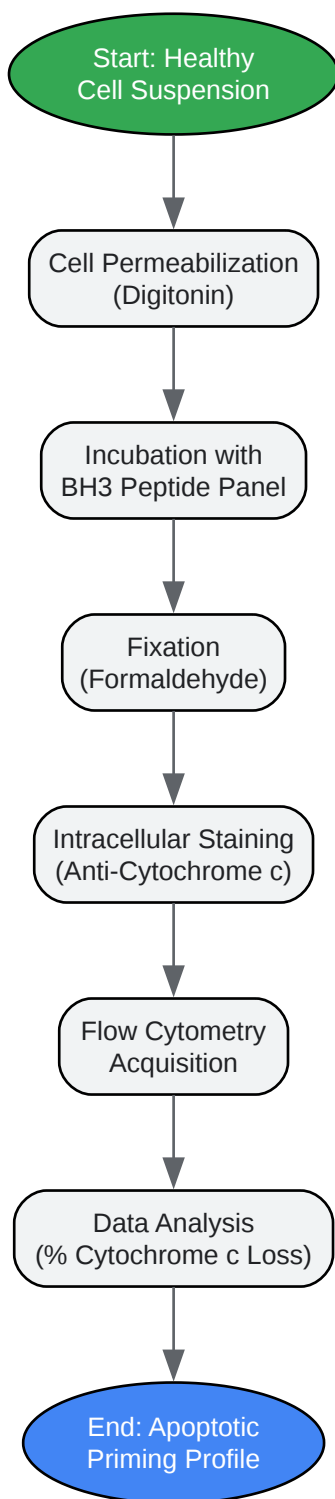 Start: Healthy
Cell Suspension
Cell Permeabilization
(Digitonin)
Incubation with
BH3 Peptide Panel
Fixation
(Formaldehyde)
Intracellular Staining
(Anti-Cytochrome c)
Flow Cytometry
Acquisition
Data Analysis
(% Cytochrome c Loss)
End: Apoptotic
Priming Profile